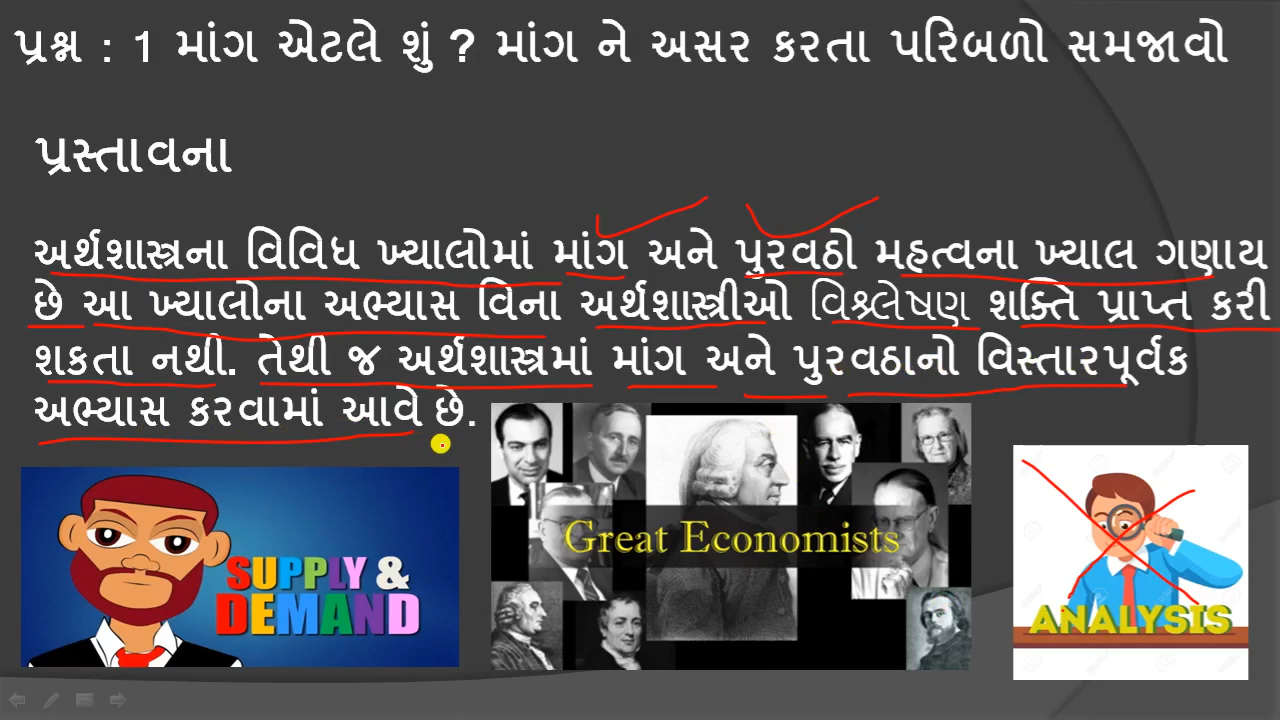 પ્રશ્ન : 1 માંગ એટલે શું ? માંગ ને અસર કરતા પરિબળો સમજાવો
પ્રસ્તાવના
અર્થશાસ્ત્રના વિવિધ ખ્યાલોમાં માંગ અને પુરવઠો મહત્વના ખ્યાલ ગણાય
છે આ ખ્યાલોના અભ્યાસ વિના અર્થશાસ્ત્રીઓ વિશ્લેષણ શક્તિ પ્રાપ્ત કરી
શકતા નથી. તેથી જ અર્થશાસ્ત્રમાં માંગ અને પુરવઠાનો વિસ્તારપૂર્વક
અભ્યાસ કરવામાં આવે છે.
SUPPLY &
DEMAND
Great Economists
ANALYSIS